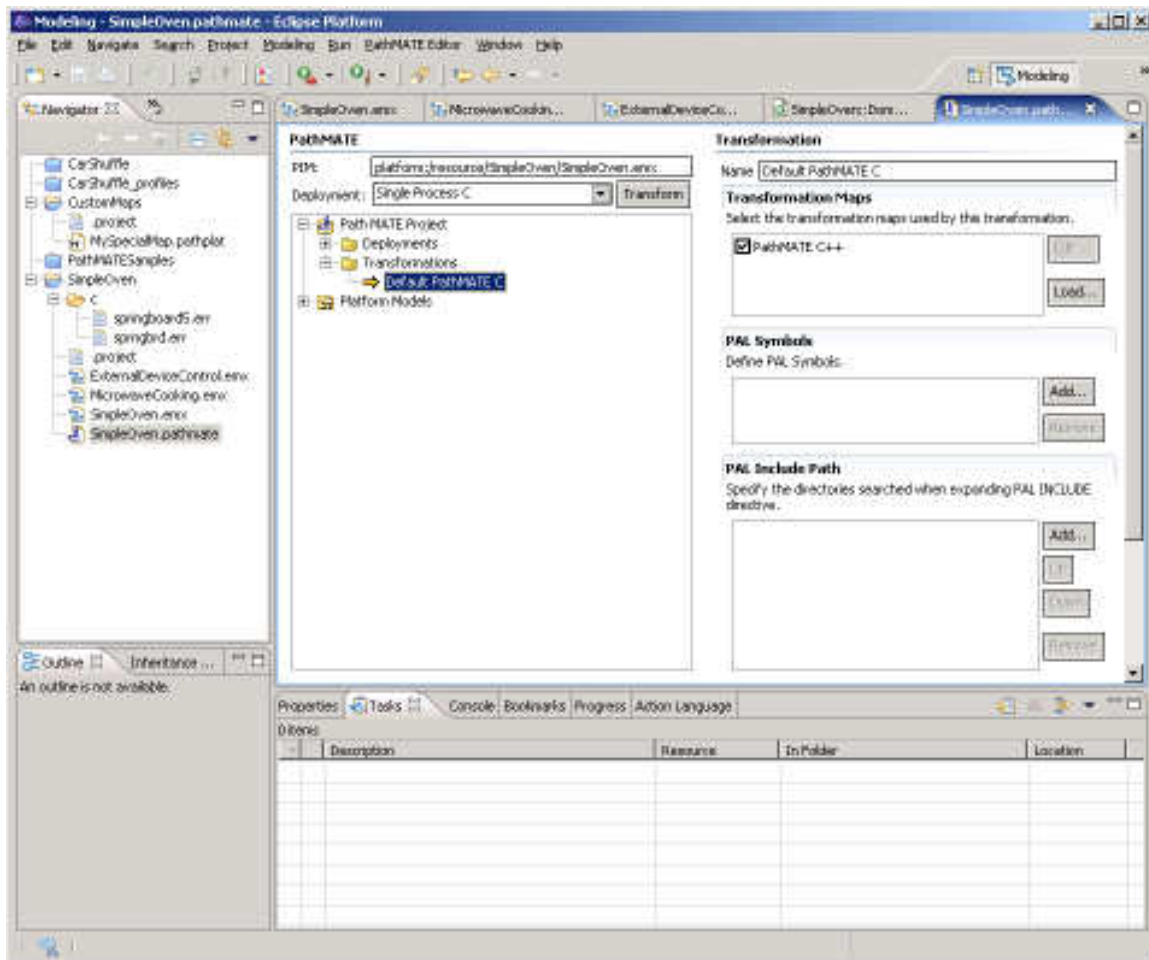 Modeling - SimpleOven.pathmate - Eclipse Platform
File Edit Navigate Search Project Modeling Run PathMATE Editor Window Help
Modeling
Navigator
CarShuffle
CarShuffle_profiles
CustomMaps
.project
MySpecialMap.pathplat
PathMATESamples
SimpleOven
c
springboard5.err
springbrd.err
.project
ExternalDeviceControl.emx
MicrowaveCooking.emx
SimpleOven.emx
SimpleOven.pathmate
Outline Inheritance ...
An outline is not available.
SimpleOven.emx MicrowaveCookin... ExternalDeviceCo... SimpleOven::Dom... SimpleOven.path...
PathMATE
PIM: platform:/resource/SimpleOven/SimpleOven.emx
Deployment: Single Process C Transform
PathMATE Project
Deployments
Transformations
Default PathMATE C
Platform Models
Transformation
Name Default PathMATE C
Transformation Maps
Select the transformation maps used by this transformation.
PathMATE C++
Load...
PAL Symbols
Define PAL Symbols.
Add...
Remove
PAL Include Path
Specify the directories searched when expanding PAL INCLUDE
directive.
Add...
Up
Down
Remove
Properties Tasks Console Bookmarks Progress Action Language
0 items
Description Resource In Folder Location